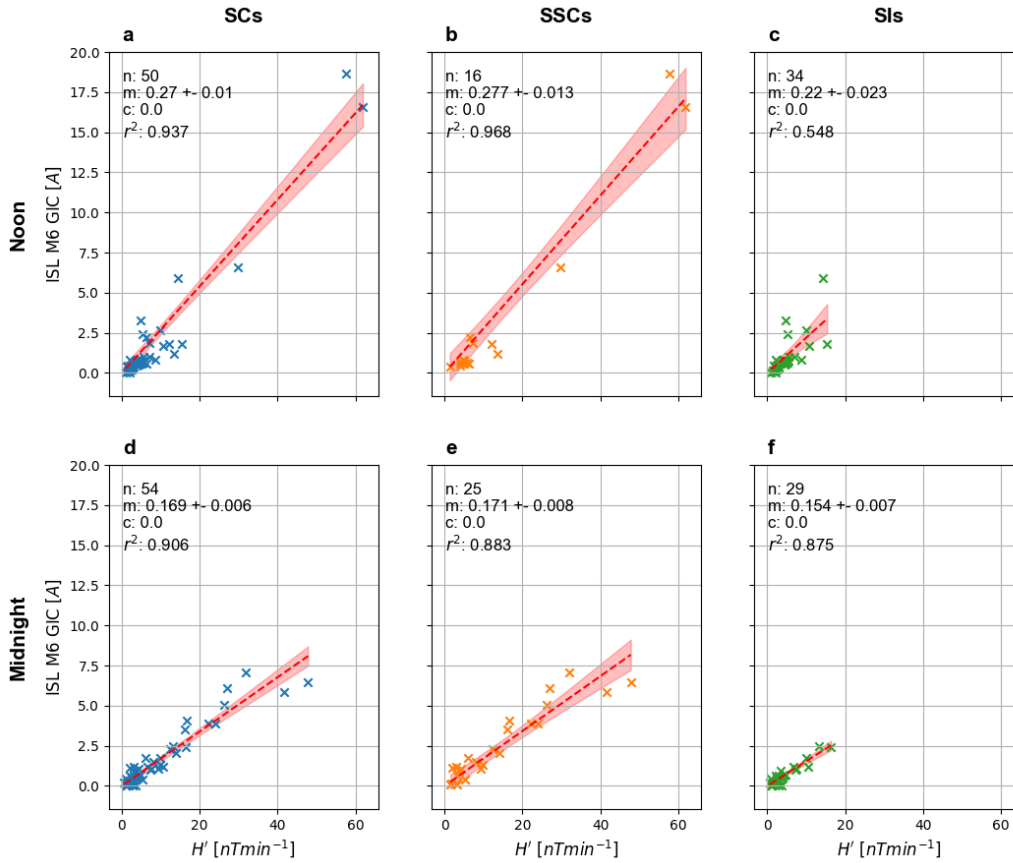 SCs
SSCs
SIs
a
b
c
20.0
17.5
15.0
12.5
10.0
7.5
5.0
2.5
0.0
ISL M6 GIC [A]
Noon
n: 50
m: 0.27 +- 0.01
c: 0.0
r²: 0.937
n: 16
m: 0.277 +- 0.013
c: 0.0
r²: 0.968
n: 34
m: 0.22 +- 0.023
c: 0.0
r²: 0.548
d
e
f
20.0
17.5
15.0
12.5
10.0
7.5
5.0
2.5
0.0
ISL M6 GIC [A]
Midnight
n: 54
m: 0.169 +- 0.006
c: 0.0
r²: 0.906
n: 25
m: 0.171 +- 0.008
c: 0.0
r²: 0.883
n: 29
m: 0.154 +- 0.007
c: 0.0
r²: 0.875
0 20 40 60
0 20 40 60
0 20 40 60
H′ [nTmin⁻¹]
H′ [nTmin⁻¹]
H′ [nTmin⁻¹]